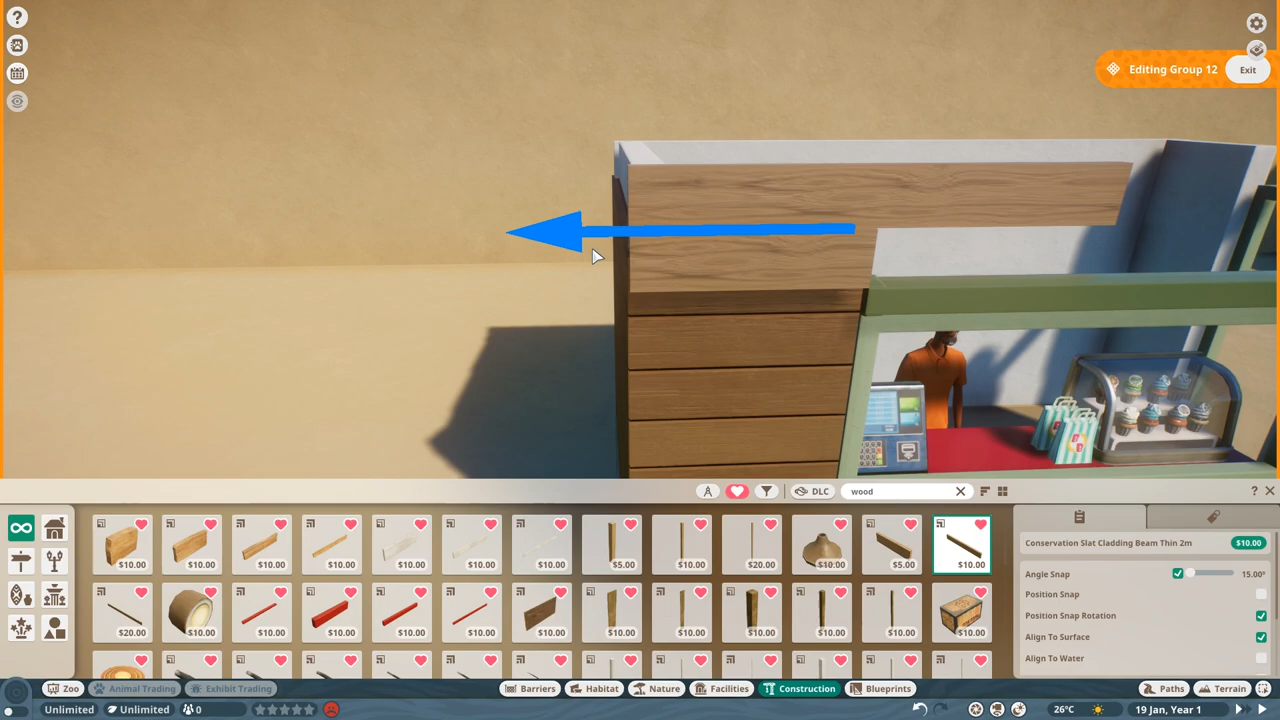 ?
Editing Group 12
Exit
DLC
wood
?
$10.00
$10.00
$10.00
$10.00
$10.00
$10.00
$10.00
$5.00
$10.00
$20.00
$10.00
$5.00
$10.00
$20.00
$10.00
$10.00
$10.00
$10.00
$10.00
$10.00
$10.00
$10.00
$10.00
$10.00
$10.00
$10.00
Conservation Slat Cladding Beam Thin 2m
$10.00
Angle Snap
15.00°
Position Snap
Position Snap Rotation
Align To Surface
Align To Water
Zoo
Animal Trading
Exhibit Trading
Barriers
Habitat
Nature
Facilities
Construction
Blueprints
Paths
Terrain
Unlimited
Unlimited
0
26°C
19 Jan, Year 1